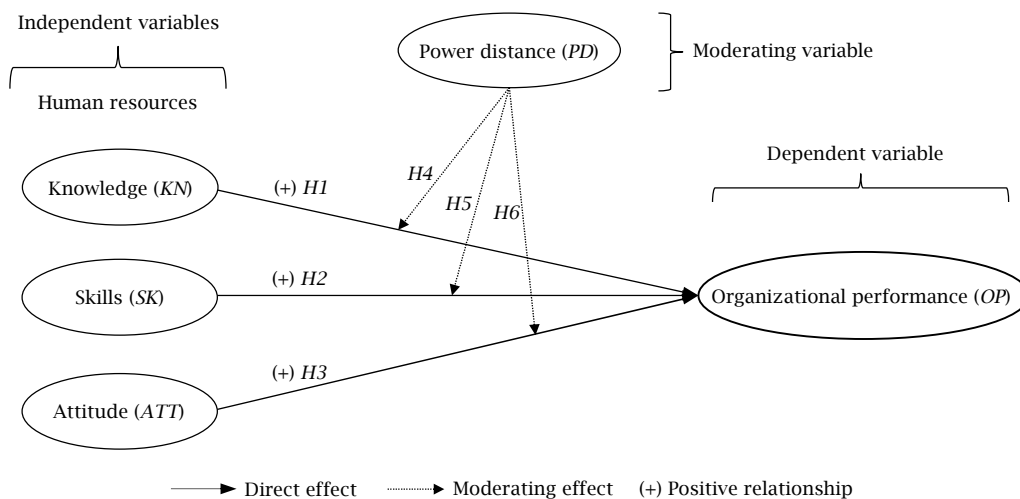 Independent variables
Human resources
Power distance (PD)
Moderating variable
Dependent variable
Knowledge (KN)
(+) H1
H4
H5
H6
Skills (SK)
(+) H2
Organizational performance (OP)
Attitude (ATT)
(+) H3
Direct effect
Moderating effect
(+) Positive relationship